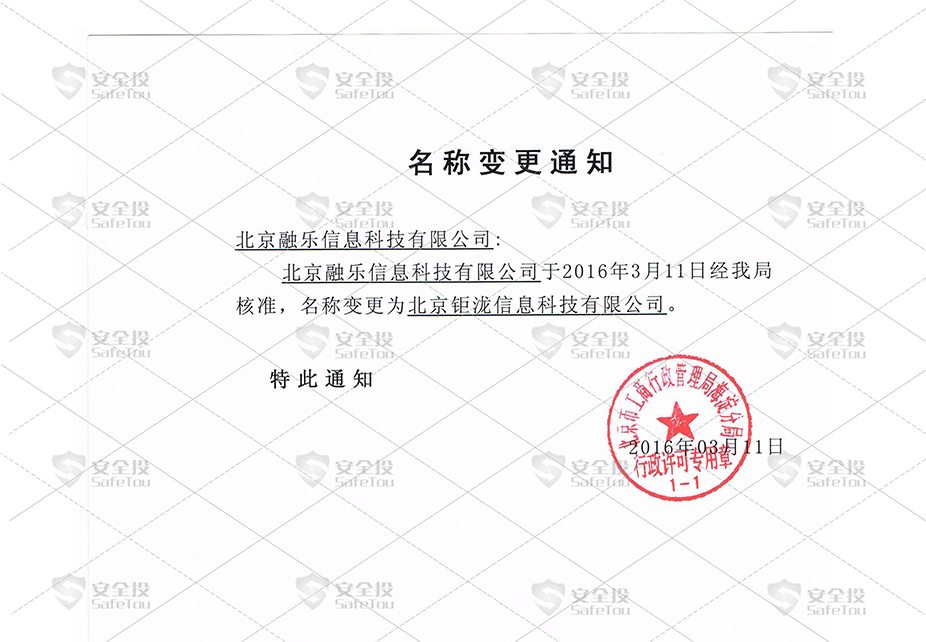 名称变更通知
北京融乐信息科技有限公司:
北京融乐信息科技有限公司于2016年3月11日经我局
核准，名称变更为北京钜泷信息科技有限公司。
特此通知
北京市工商行政管理局海淀分局
2016年03月11日
行政许可专用章
1-1
安全投
SafeTou